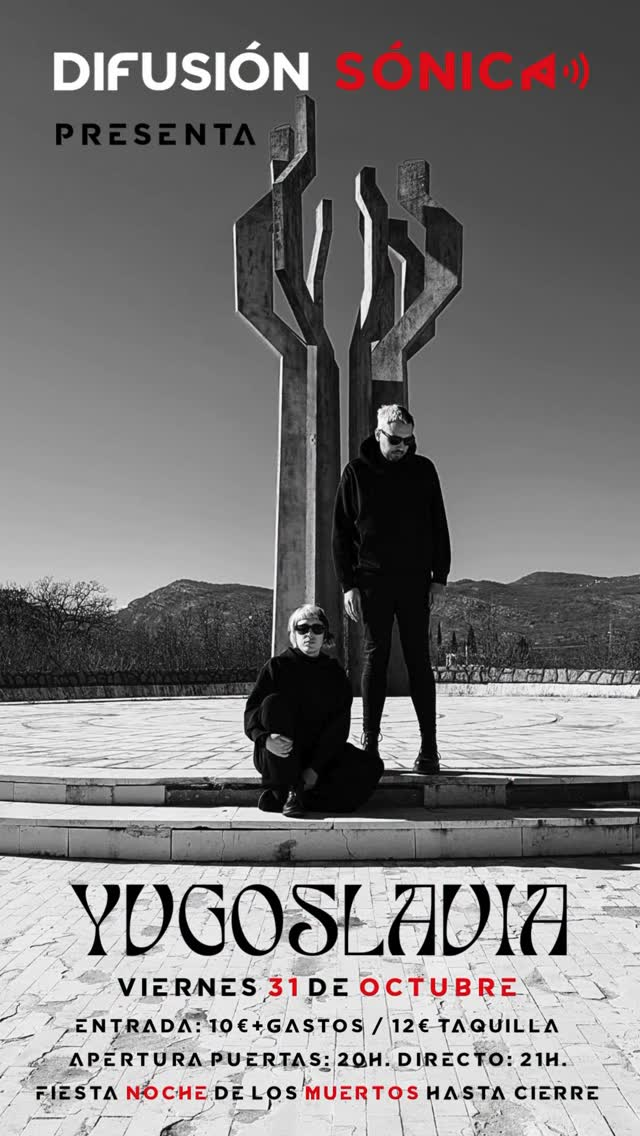 DIFUSIÓN SÓNICA
PRESENTA
YUGOSLAVIA
VIERNES 31 DE OCTUBRE
ENTRADA: 10€+GASTOS / 12€ TAQUILLA
APERTURA PUERTAS: 20H. DIRECTO: 21H.
FIESTA NOCHE DE LOS MUERTOS HASTA CIERRE